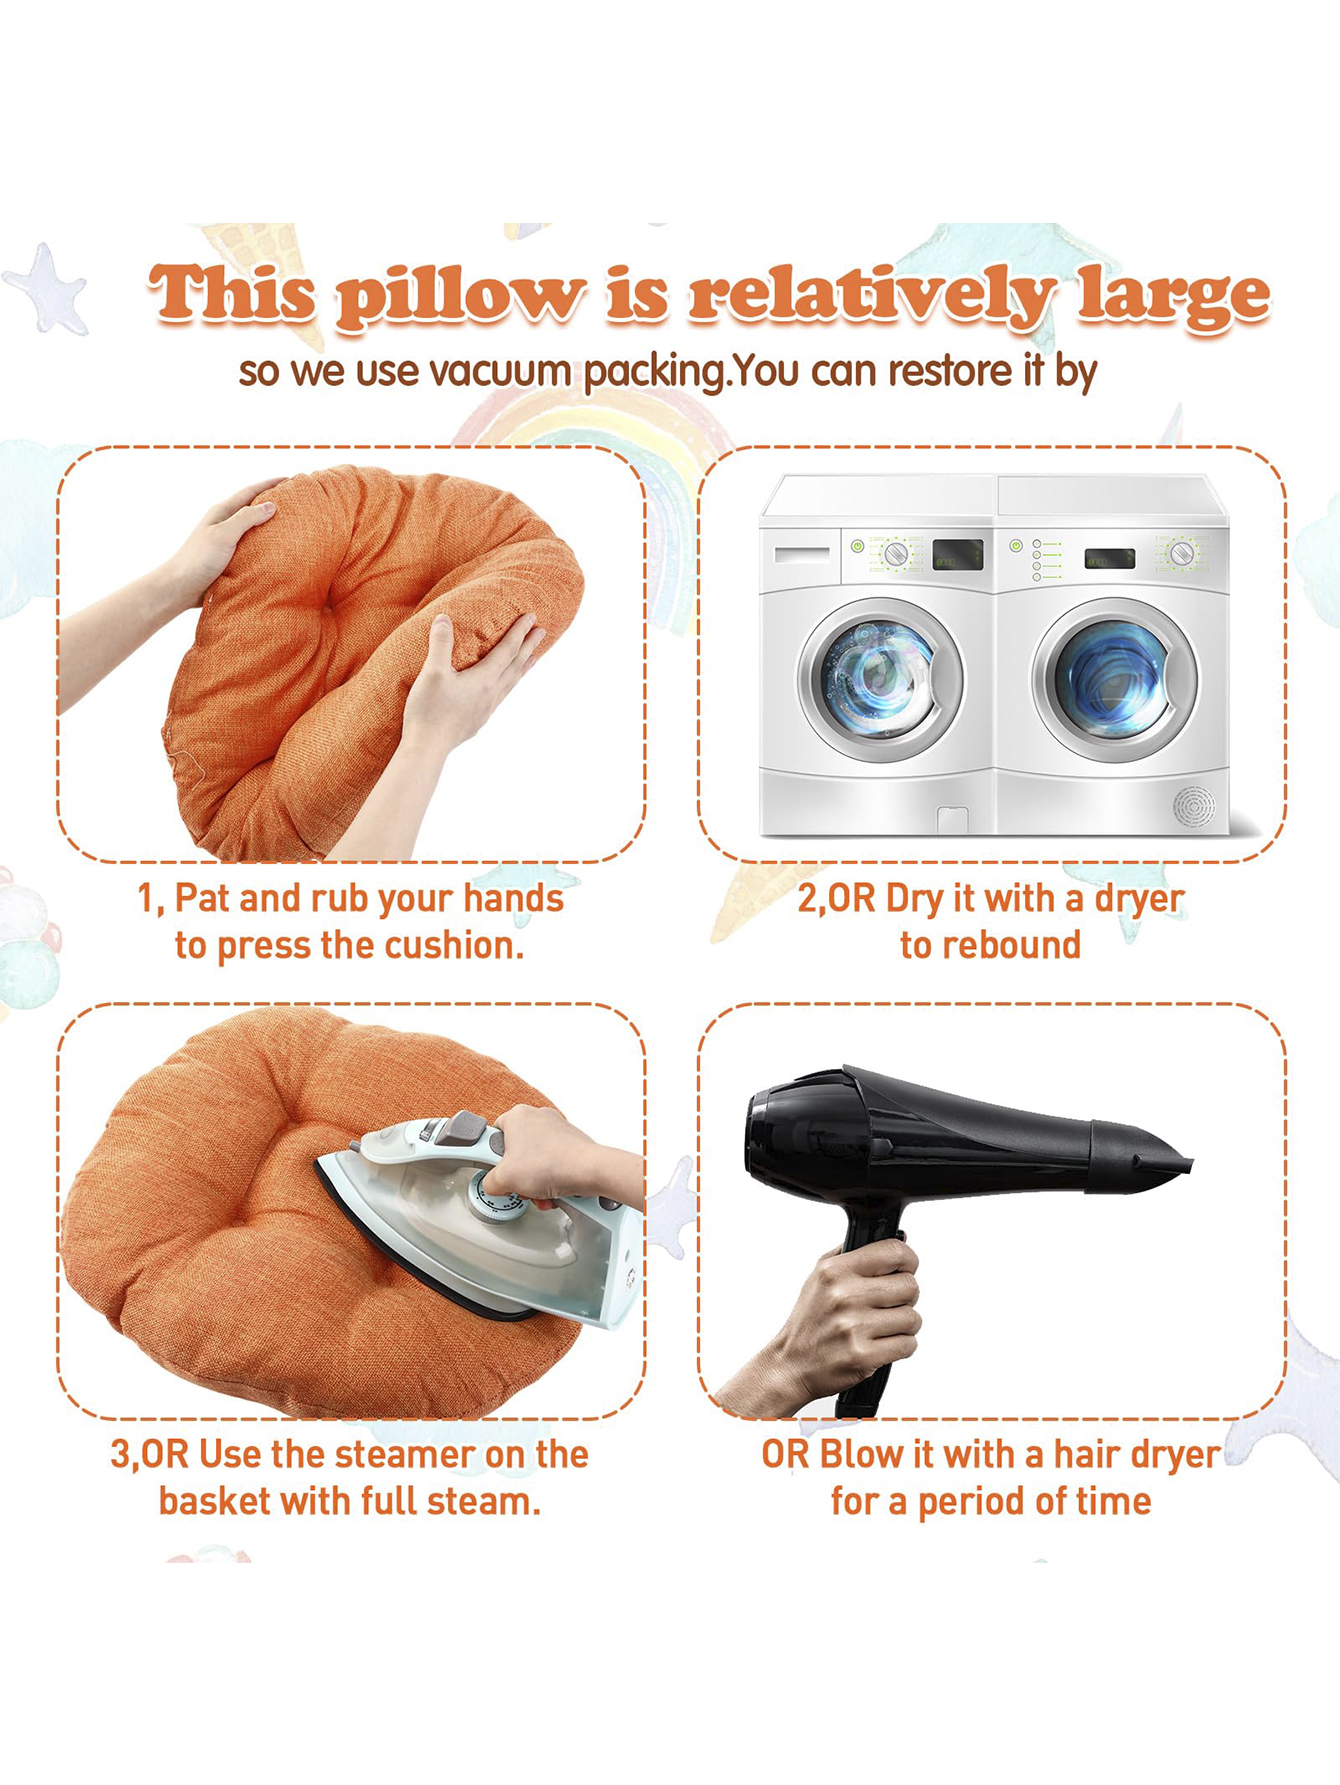 This pillow is relatively large
so we use vacuum packing.You can restore it by
1, Pat and rub your hands
to press the cushion.
2,OR Dry it with a dryer
to rebound
3,OR Use the steamer on the
basket with full steam.
OR Blow it with a hair dryer
for a period of time